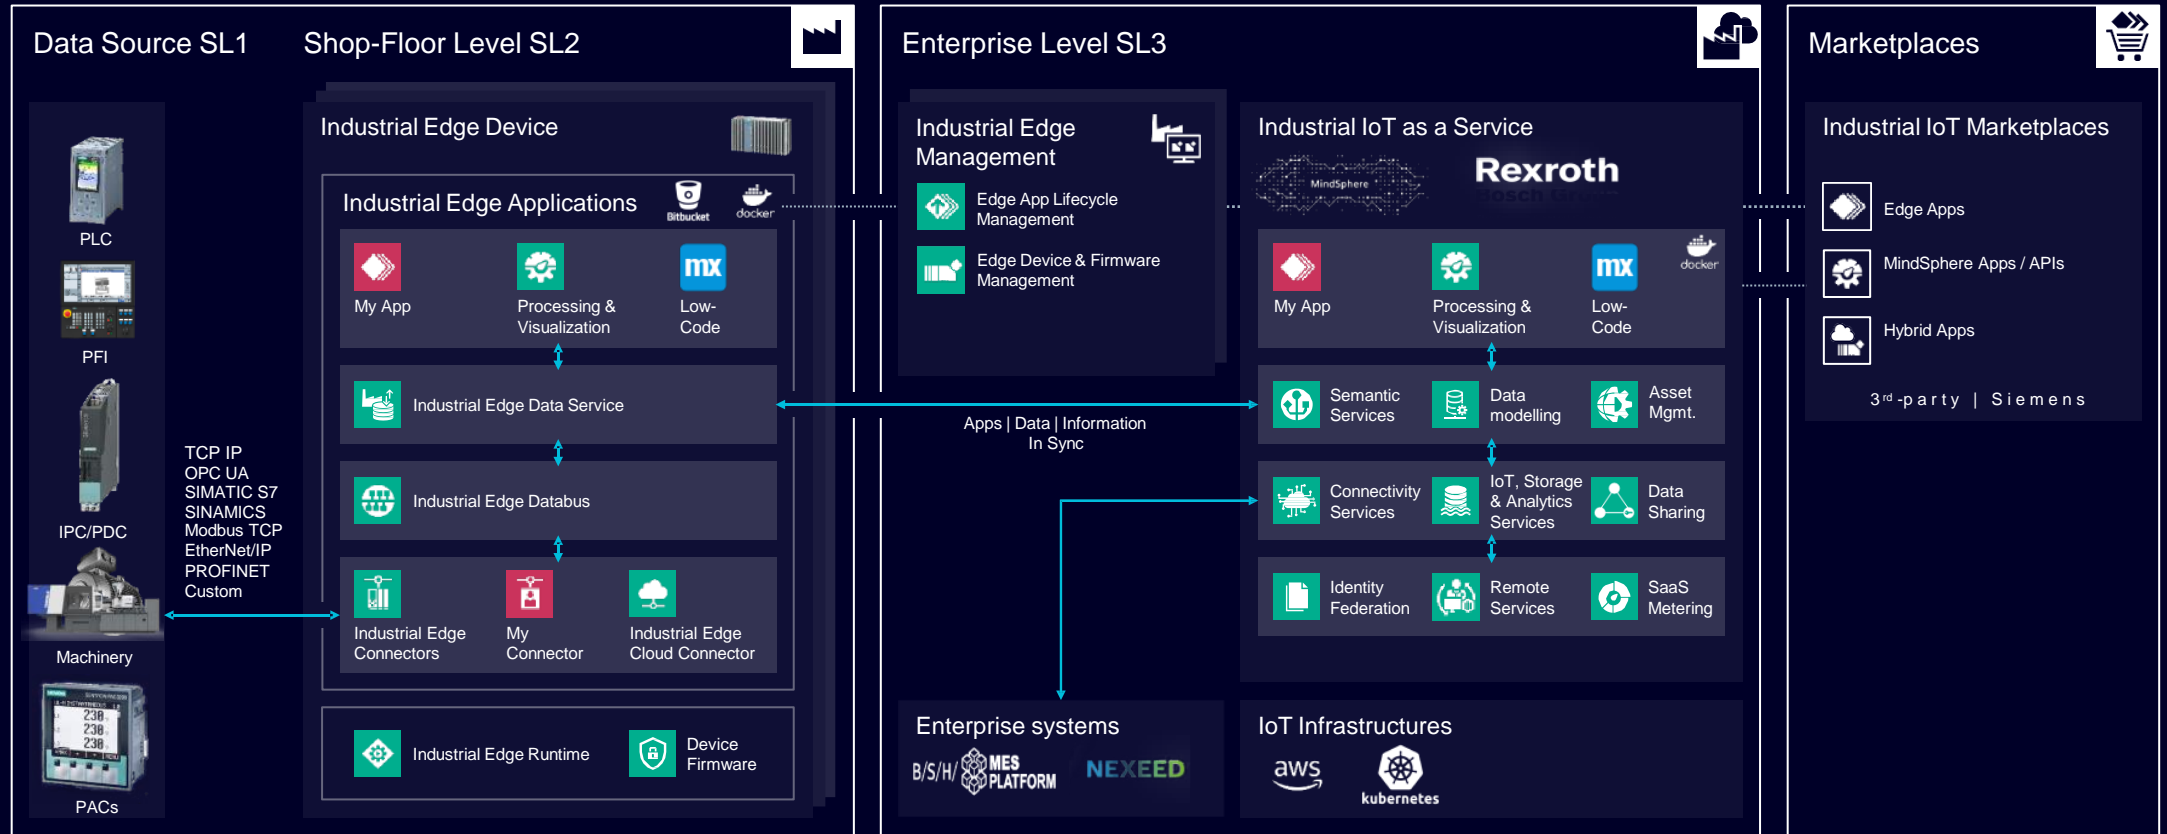 Data Source SL1
Shop-Floor Level SL2
PLC
PFI
IPC/PDC
Machinery
230
230
230
PACs
TCP IP
OPC UA
SIMATIC S7
SINAMICS
Modbus TCP
EtherNet/IP
PROFINET
Custom
Industrial Edge Device
Industrial Edge Applications
Bitbucket
docker
My App
Processing &
Visualization
mx
Low-
Code
Industrial Edge Data Service
Industrial Edge Databus
Industrial Edge
Connectors
My
Connector
Industrial Edge
Cloud Connector
Industrial Edge Runtime
Device
Firmware
Enterprise Level SL3
Industrial Edge
Management
Edge App Lifecycle
Management
Edge Device & Firmware
Management
Apps | Data | Information
In Sync
Enterprise systems
B/S/H/
MES
PLATFORM
NEXEED
Industrial IoT as a Service
MindSphere
Rexroth
Bosch Group
docker
My App
Processing &
Visualization
mx
Low-
Code
Semantic
Services
Data
modelling
Asset
Mgmt.
Connectivity
Services
IoT, Storage
& Analytics
Services
Data
Sharing
Identity
Federation
Remote
Services
SaaS
Metering
IoT Infrastructures
aws
kubernetes
Marketplaces
Industrial IoT Marketplaces
Edge Apps
MindSphere Apps / APIs
Hybrid Apps
3rd-party | Siemens